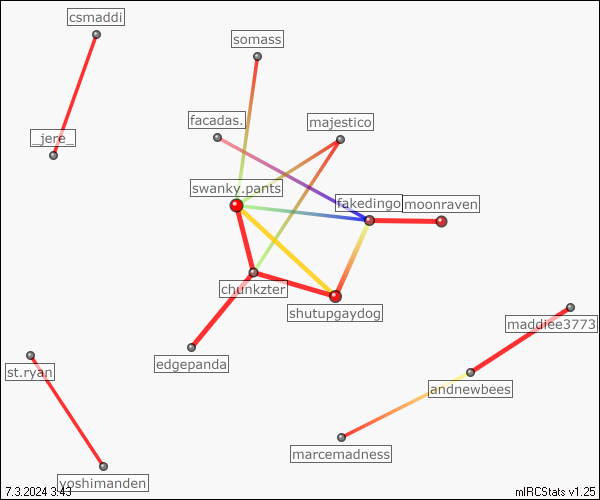 csmaddi
somass
facadas.
majestico
_jere_
swanky.pants
fakedingo
moonraven
chunkzter
shutupgaydog
maddiee3773
edgepanda
st.ryan
andnewbees
marcemadness
yoshimanden
7.3.2024 3:43
mIRCStats v1.25